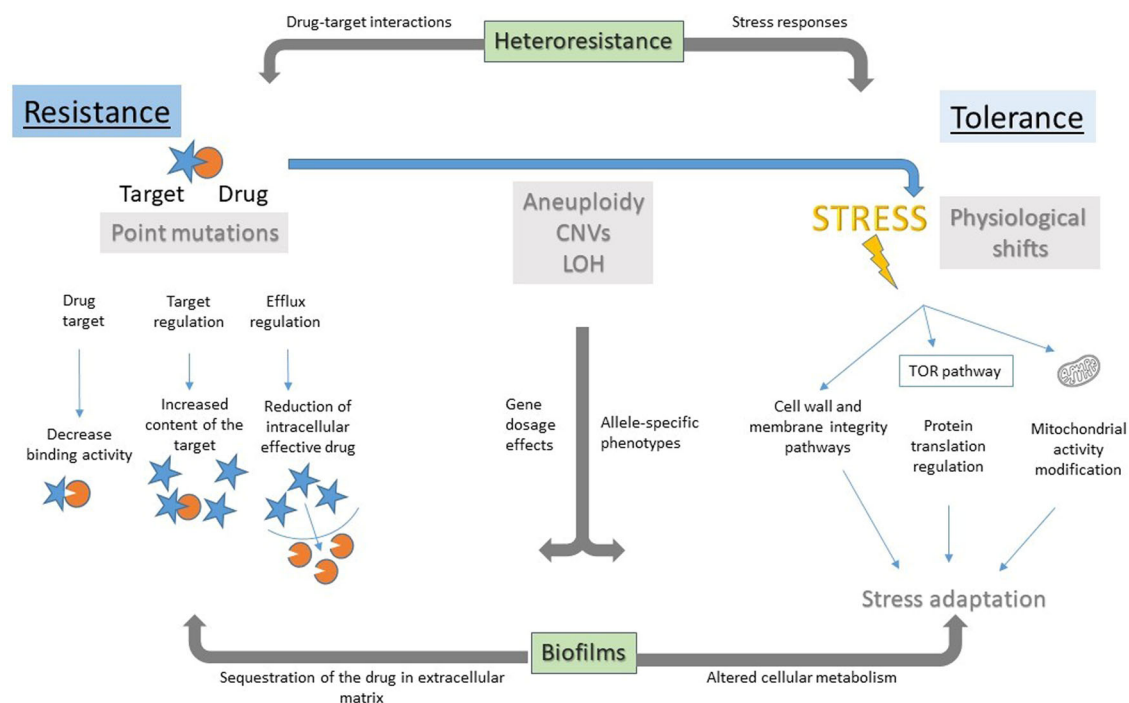 Drug-target interactions
Heteroresistance
Stress responses
Resistance
Tolerance
Target
Drug
Point mutations
Aneuploidy
CNVs
LOH
STRESS
Physiological
shifts
Drug
target
Target
regulation
Efflux
regulation
Decrease
binding activity
Increased
content of the
target
Reduction of
intracellular
effective drug
Gene
dosage
effects
Allele-specific
phenotypes
TOR pathway
Cell wall and
membrane integrity
pathways
Protein
translation
regulation
Mitochondrial
activity
modification
Stress adaptation
Biofilms
Sequestration of the drug in extracellular
matrix
Altered cellular metabolism